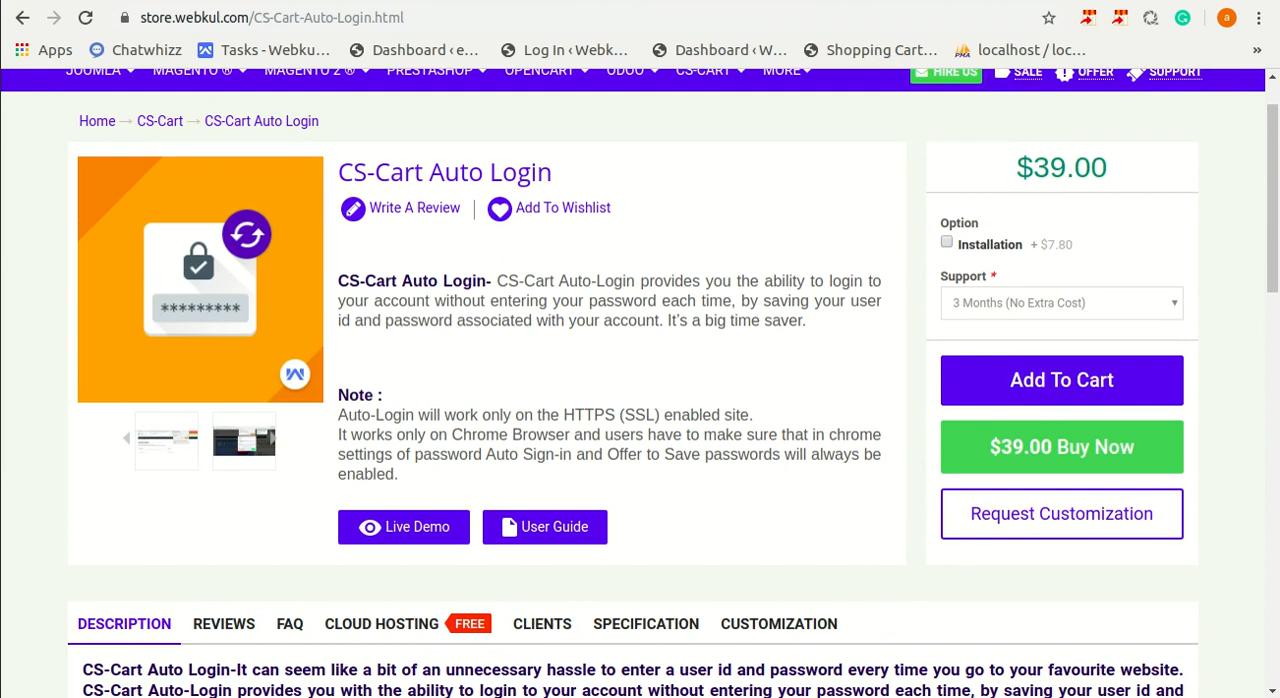 store.webkul.com/CS-Cart-Auto-Login.html
a
Apps Chatwhizz Tasks - Webku... Dashboard ‹ e... Log In ‹ Webk... Dashboard ‹ W... Shopping Cart... localhost / loc... »
JOOMLA MAGENTO ® MAGENTO 2 ® PRESTASHOP OPENCART ODOO CS-CART MORE HIRE US SALE OFFER SUPPORT
Home → CS-Cart → CS-Cart Auto Login
CS-Cart Auto Login
Write A Review | Add To Wishlist
*********
CS-Cart Auto Login- CS-Cart Auto-Login provides you the ability to login to
your account without entering your password each time, by saving your user
id and password associated with your account. It's a big time saver.
Note :
Auto-Login will work only on the HTTPS (SSL) enabled site.
It works only on Chrome Browser and users have to make sure that in chrome
settings of password Auto Sign-in and Offer to Save passwords will always be
enabled.
Live Demo User Guide
$39.00
Option
Installation + $7.80
Support *
3 Months (No Extra Cost)
Add To Cart
$39.00 Buy Now
Request Customization
DESCRIPTION REVIEWS FAQ CLOUD HOSTING FREE CLIENTS SPECIFICATION CUSTOMIZATION
CS-Cart Auto Login-It can seem like a bit of an unnecessary hassle to enter a user id and password every time you go to your favourite website.
CS-Cart Auto-Login provides you with the ability to login to your account without entering your password each time, by saving your user id and